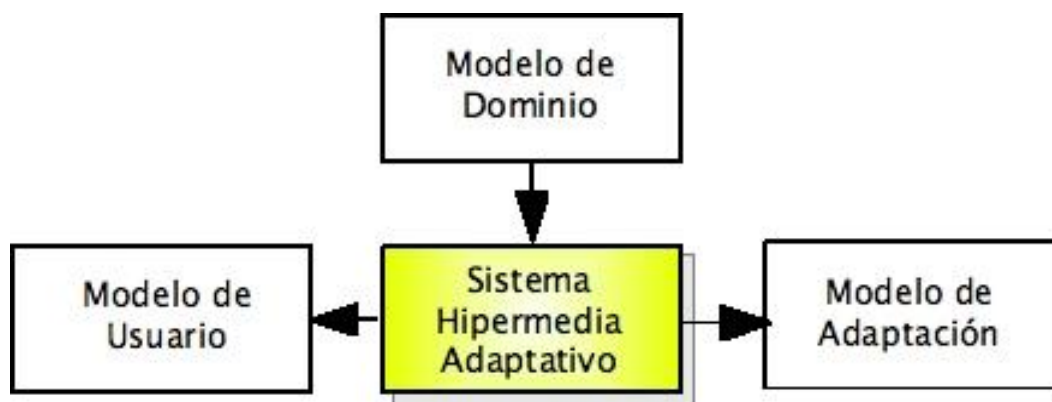 Modelo de
Dominio
Modelo de
Usuario
Sistema
Hipermedia
Adaptativo
Modelo de
Adaptación